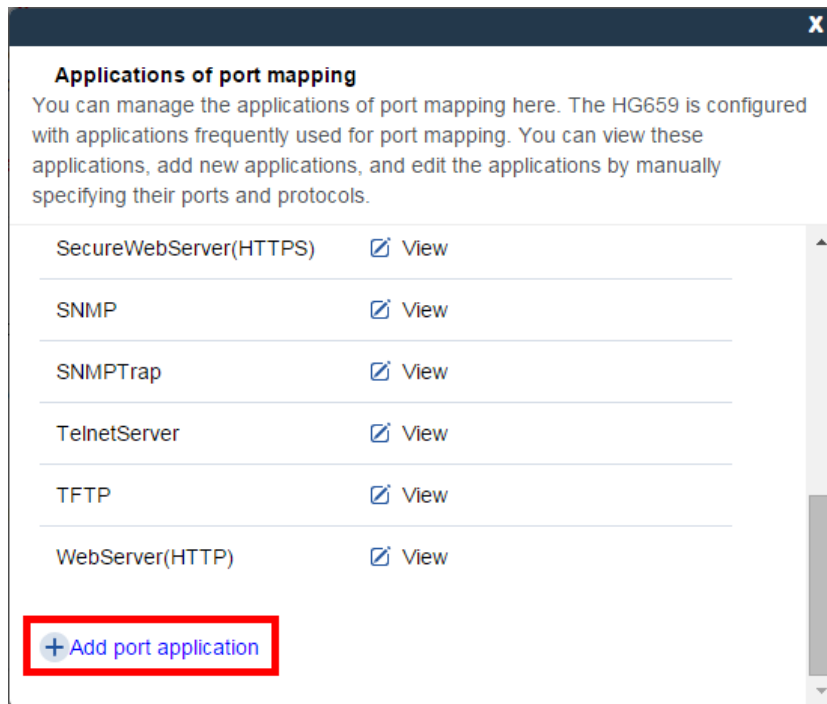 X
Applications of port mapping
You can manage the applications of port mapping here. The HG659 is configured
with applications frequently used for port mapping. You can view these
applications, add new applications, and edit the applications by manually
specifying their ports and protocols.
SecureWebServer(HTTPS) View
SNMP View
SNMPTrap View
TelnetServer View
TFTP View
WebServer(HTTP) View
+Add port application